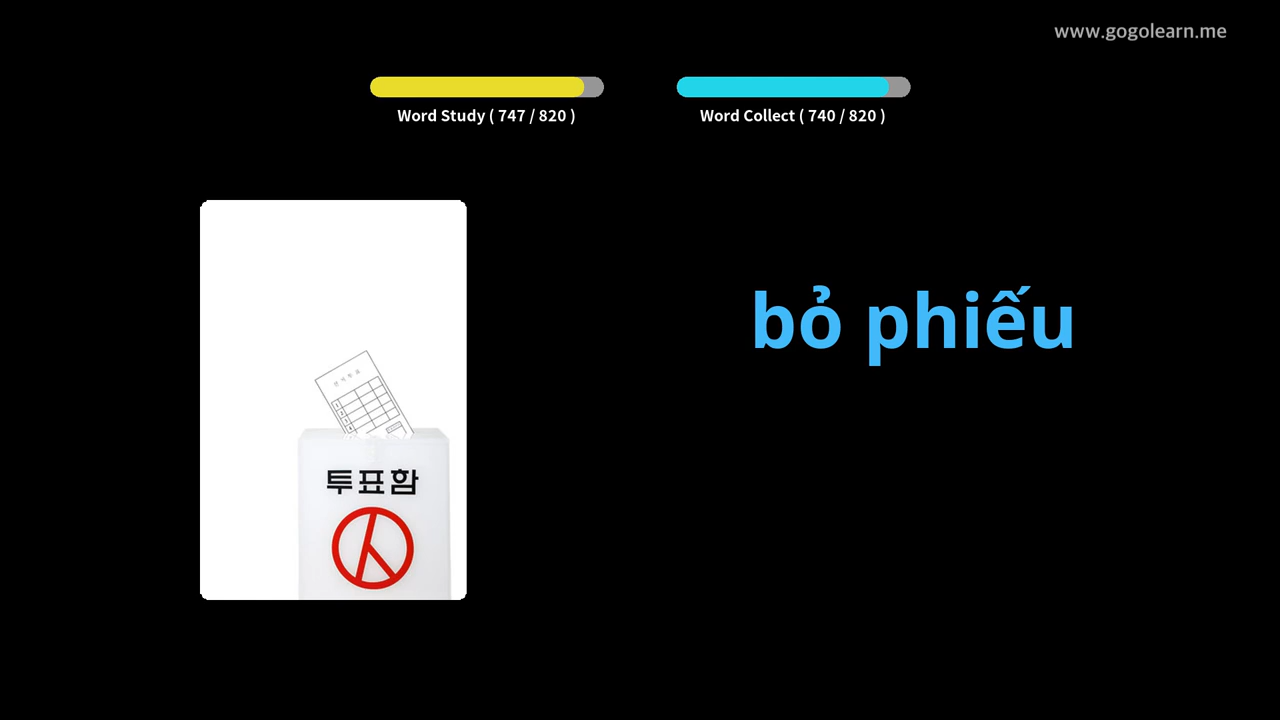 www.gogolearn.me
Word Study ( 747 / 820 )
Word Collect ( 740 / 820 )
bỏ phiếu
투표함